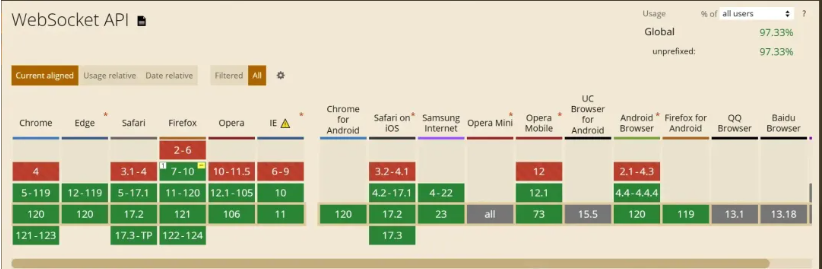 WebSocket API
Usage % of all users ?
Global 97.33%
unprefixed: 97.33%
Current aligned Usage relative Date relative Filtered All
Chrome Edge * Safari Firefox Opera IE * Chrome for Android Safari on iOS * Samsung Internet Opera Mini * Opera Mobile * UC Browser for Android Android Browser * Firefox for Android QQ Browser Baidu Browser
2-6
4 3.1-4 1 7-10 10-11.5 6-9 3.2-4.1 12 2.1-4.3
5-119 12-119 5-17.1 11-120 12.1-105 10 4.2-17.1 4-22 12.1 4.4-4.4.4
120 120 17.2 121 106 11 120 17.2 23 all 73 15.5 120 119 13.1 13.18
121-123 17.3-TP 122-124 17.3